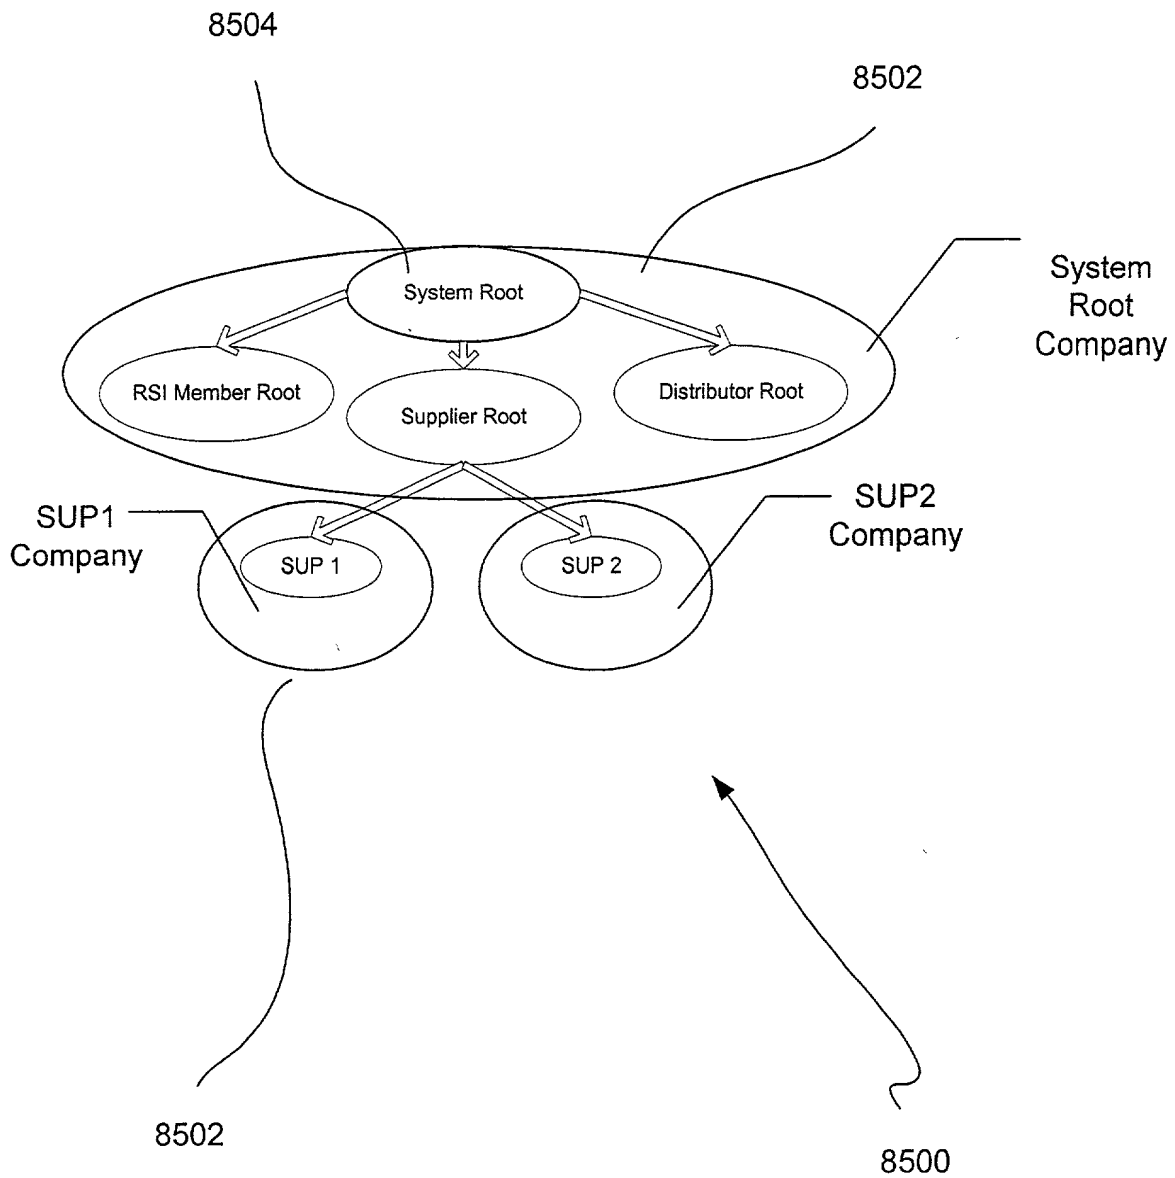 8504
8502
System Root
System
Root
Company
RSI Member Root
Supplier Root
Distributor Root
SUP1
Company
SUP2
Company
SUP 1
SUP 2
8502
8500